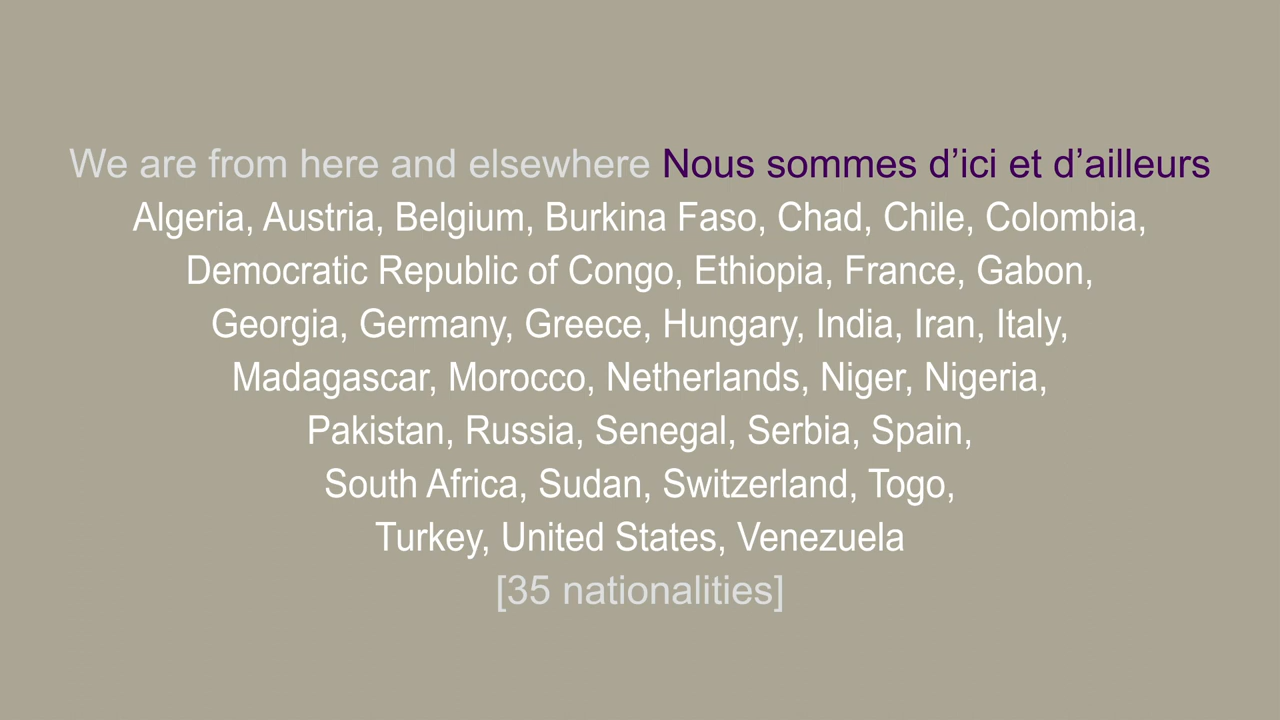 We are from here and elsewhere Nous sommes d’ici et d’ailleurs
Algeria, Austria, Belgium, Burkina Faso, Chad, Chile, Colombia,
Democratic Republic of Congo, Ethiopia, France, Gabon,
Georgia, Germany, Greece, Hungary, India, Iran, Italy,
Madagascar, Morocco, Netherlands, Niger, Nigeria,
Pakistan, Russia, Senegal, Serbia, Spain,
South Africa, Sudan, Switzerland, Togo,
Turkey, United States, Venezuela
[35 nationalities]